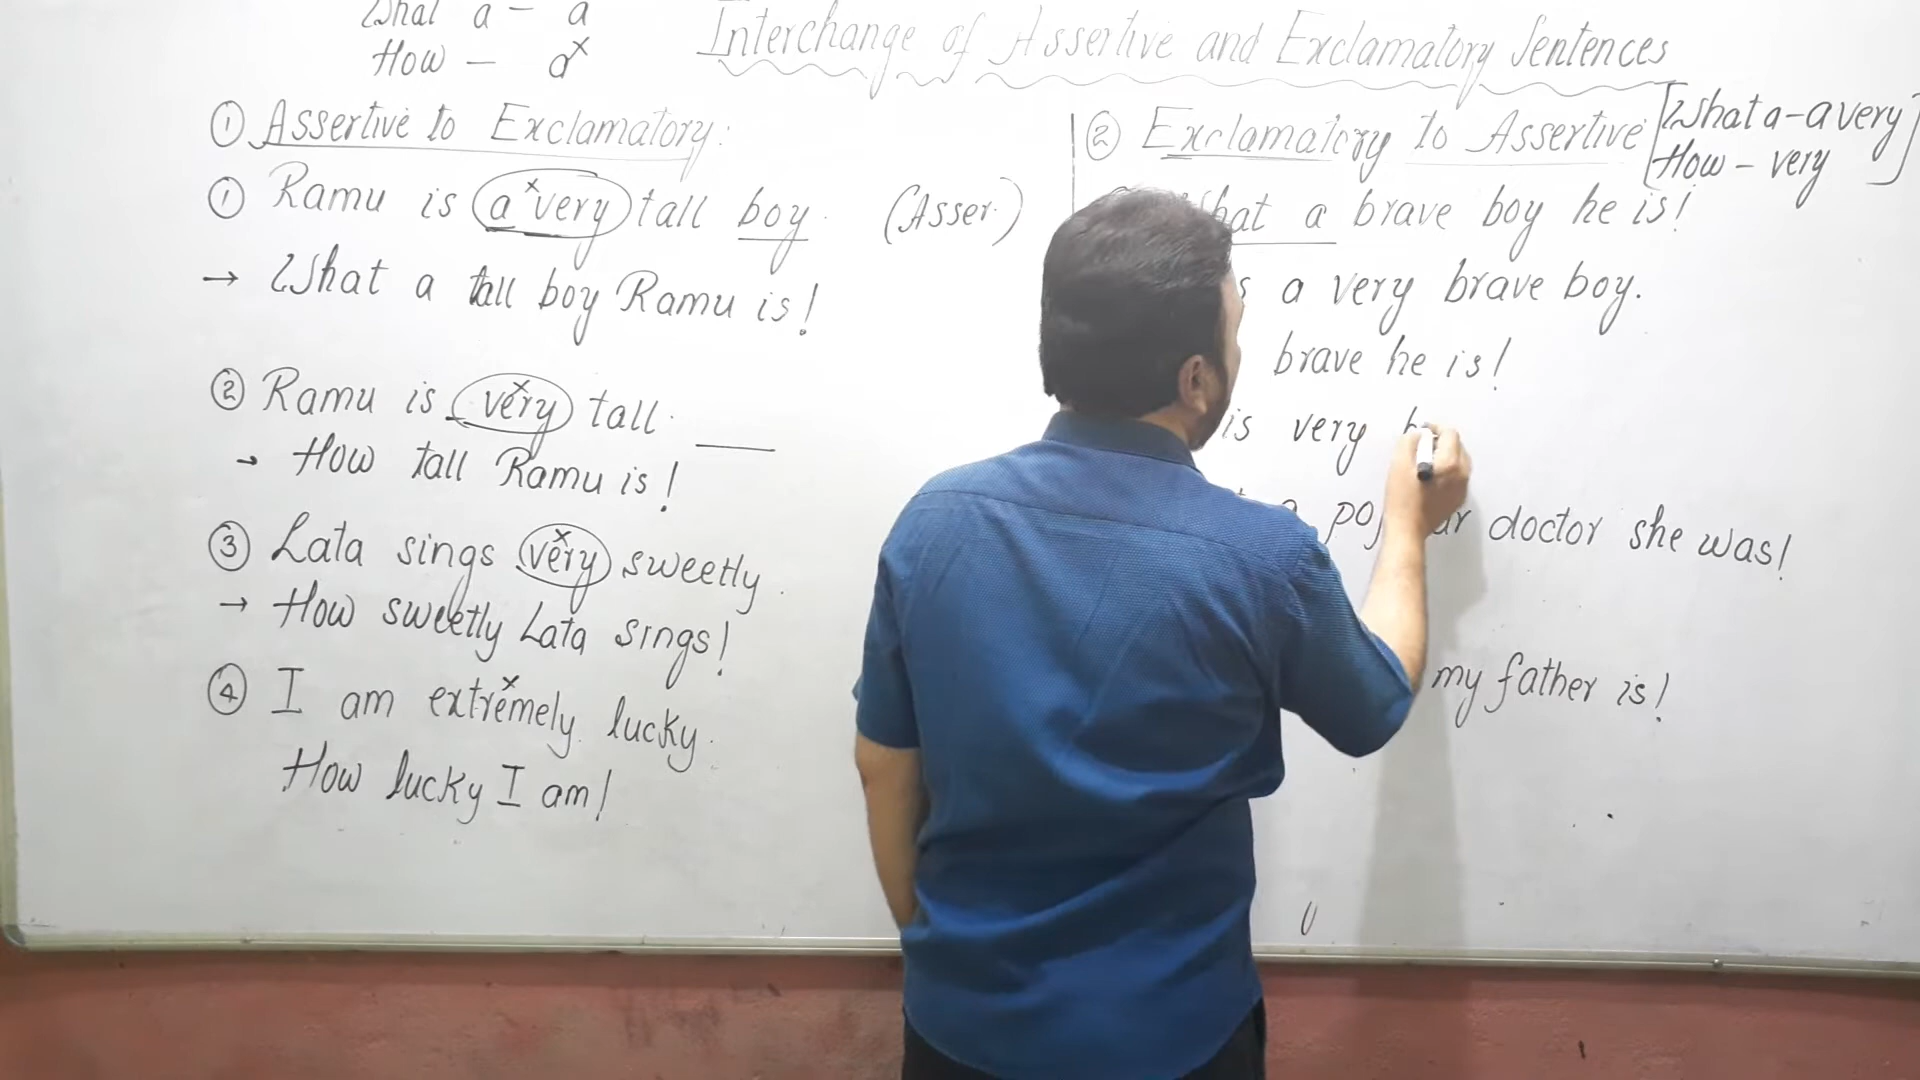 What a - a
How - a x
Interchange of Assertive and Exclamatory Sentences
① Assertive to Exclamatory:
① Ramu is a very tall boy. (Asser.)
→ What a tall boy Ramu is!
② Ramu is very tall.
→ How tall Ramu is!
③ Lata sings very sweetly.
→ How sweetly Lata sings!
④ I am extremely lucky.
How lucky I am!
② Exclamatory to Assertive [What a - a very
How - very]
a brave boy he is!
a very brave boy.
brave he is!
is very
doctor she was!
my father is!